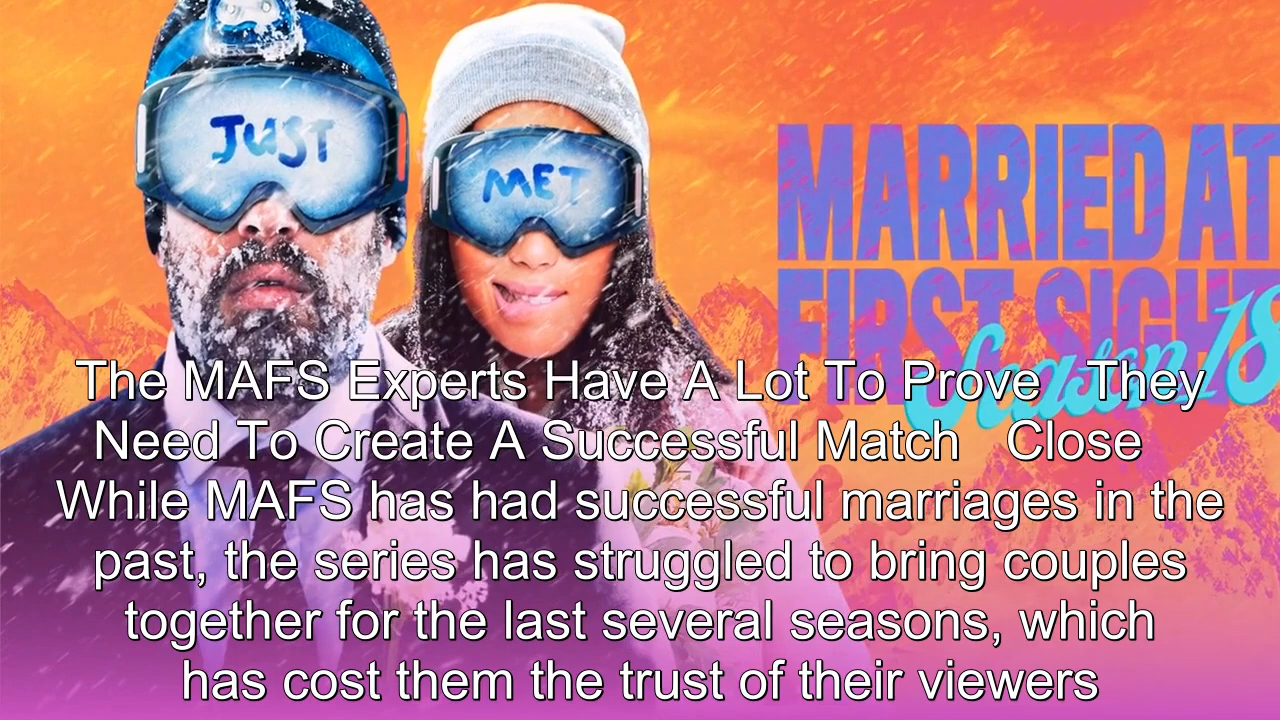 JUST
MET
MARRIED AT
FIRST SIGHT
Season 18
The MAFS Experts Have A Lot To Prove They
Need To Create A Successful Match Close
While MAFS has had successful marriages in the
past, the series has struggled to bring couples
together for the last several seasons, which
has cost them the trust of their viewers